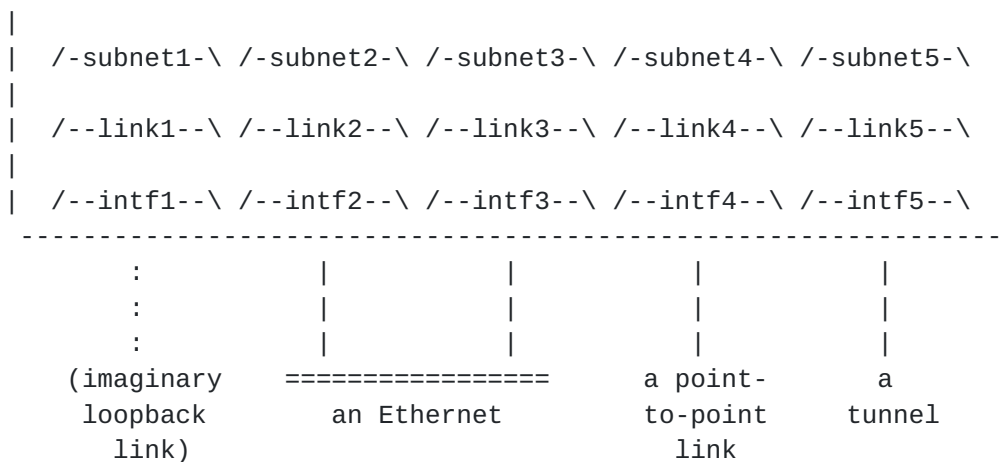 |
|  /-subnet1-\ /-subnet2-\ /-subnet3-\ /-subnet4-\ /-subnet5-\
|
|  /--link1--\ /--link2--\ /--link3--\ /--link4--\ /--link5--\
|
|  /--intf1--\ /--intf2--\ /--intf3--\ /--intf4--\ /--intf5--\
 ---------------------------------------------------------------
       :           |           |           |           |
       :           |           |           |           |
       :           |           |           |           |
   (imaginary    =================      a point-       a
    loopback        an Ethernet         to-point     tunnel
      link)                               link